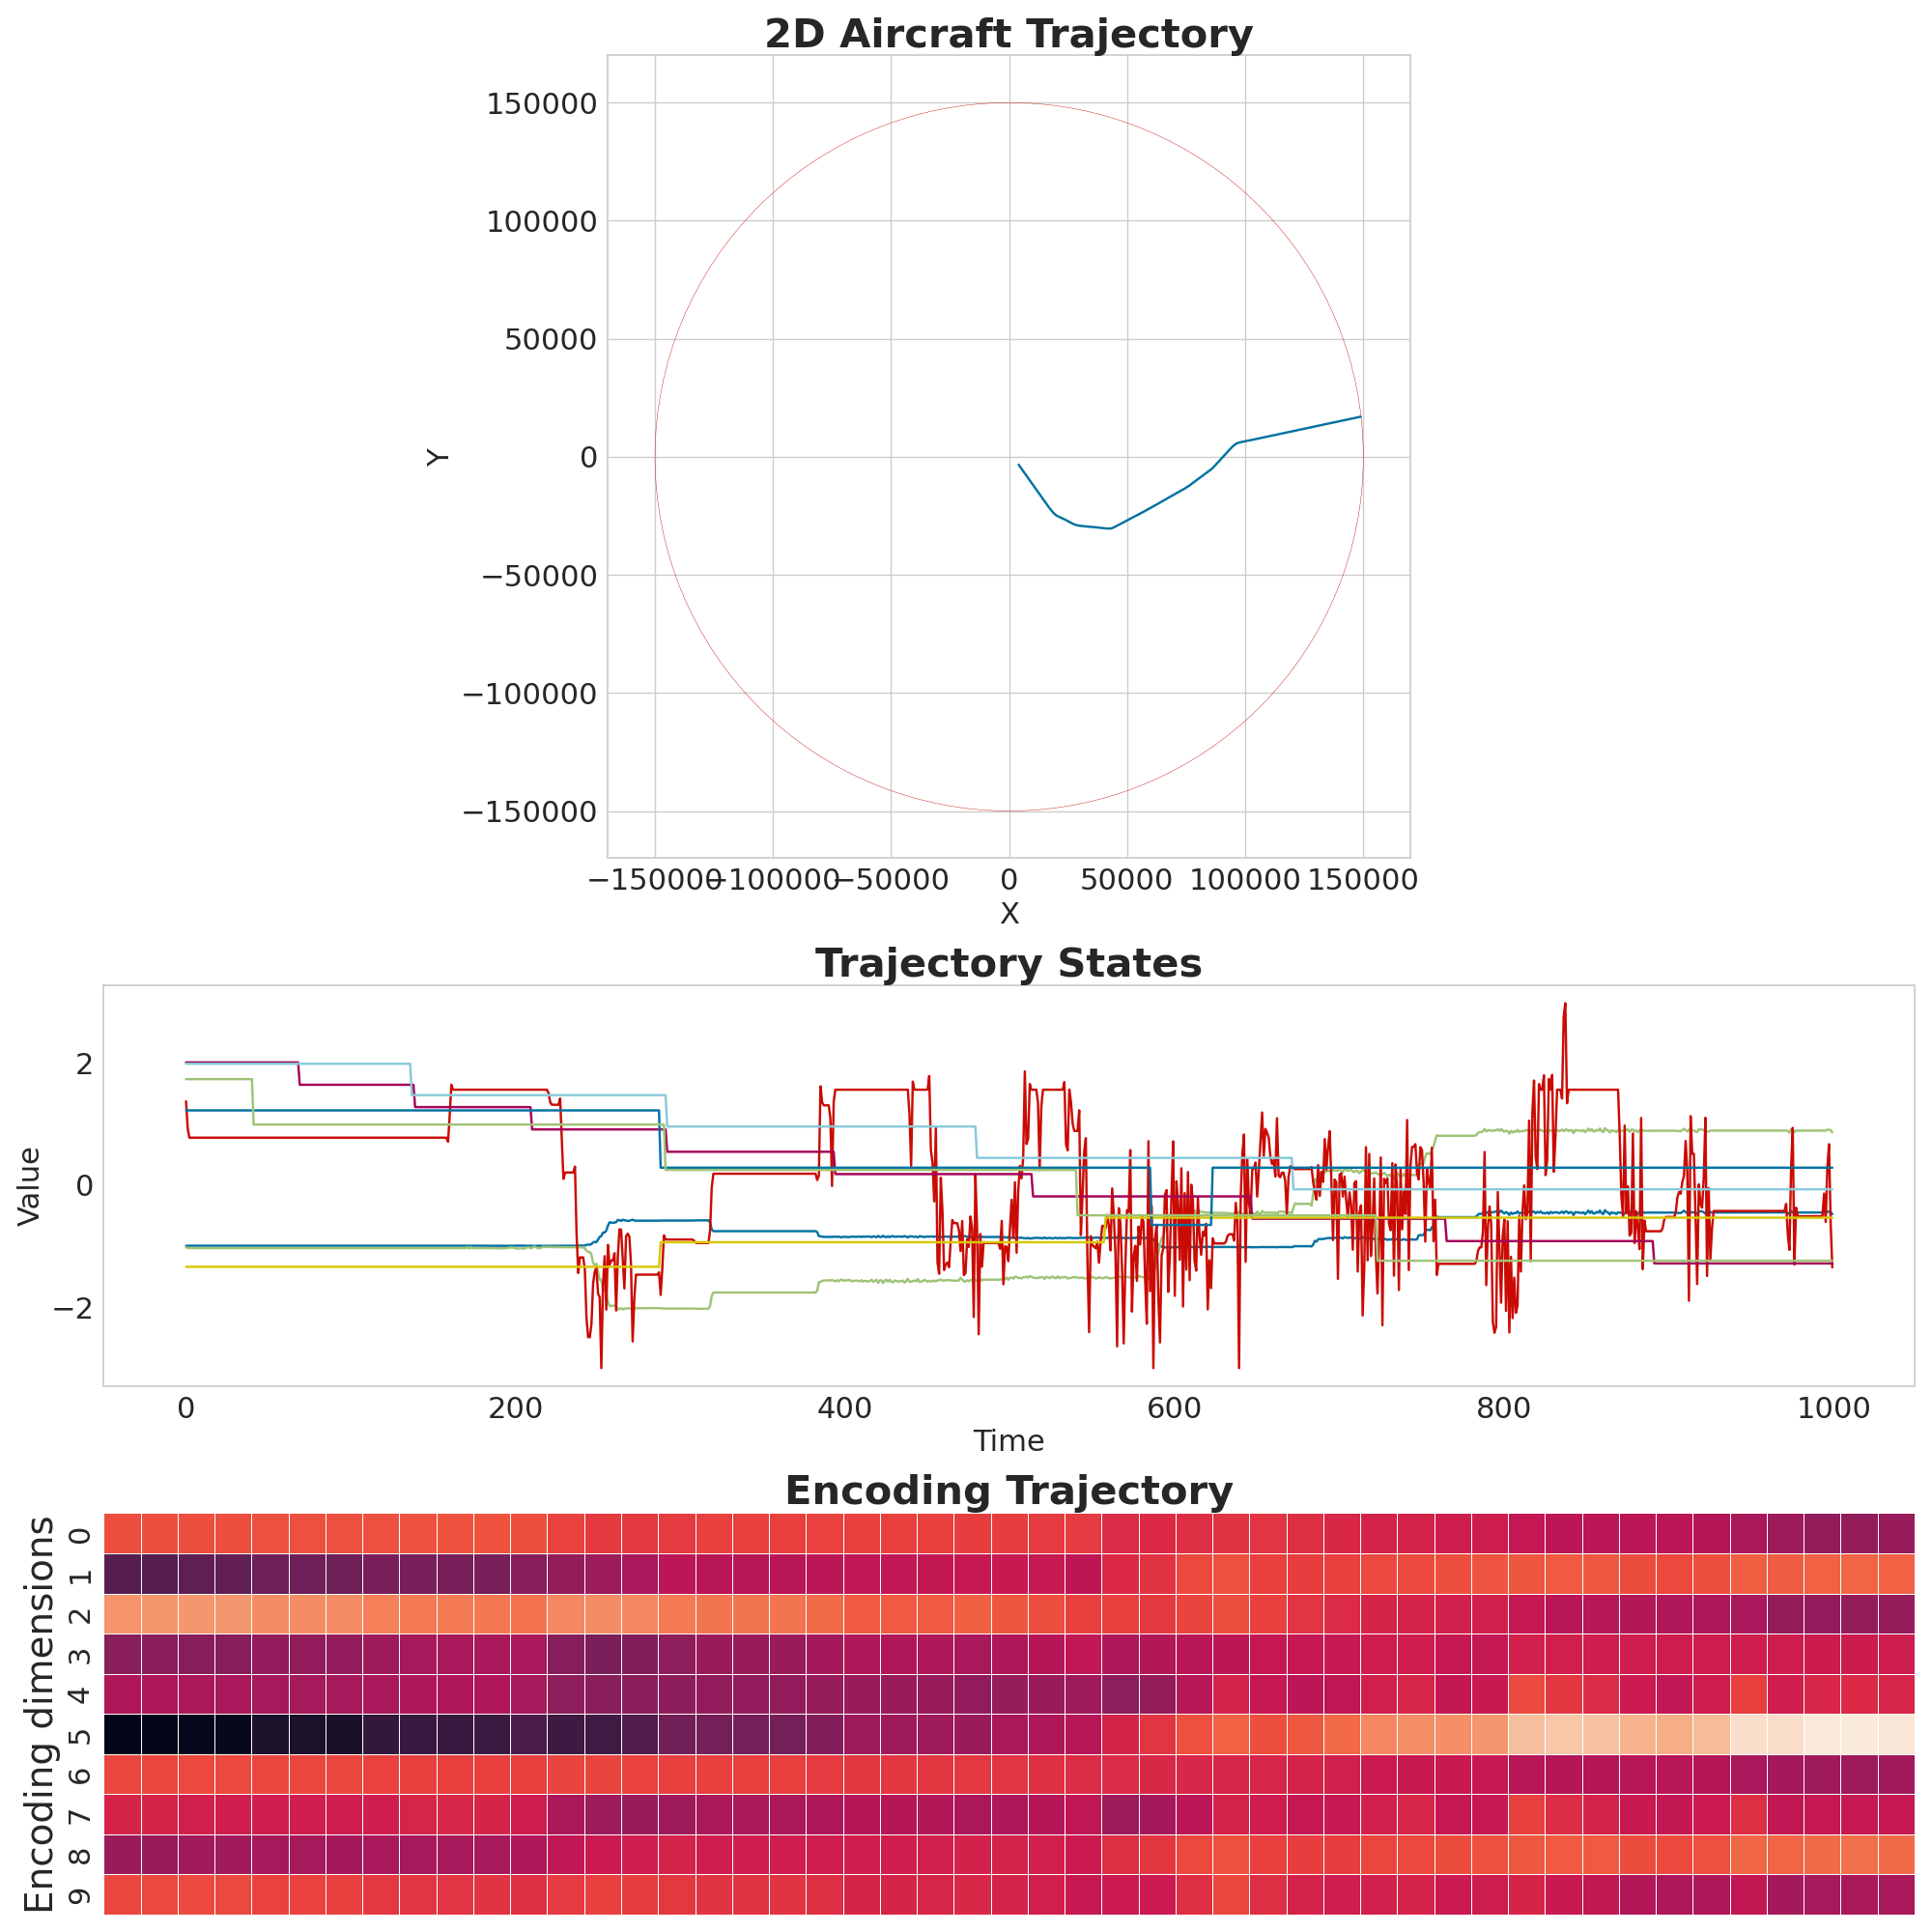 2D Aircraft Trajectory
150000
100000
50000
0
−50000
−100000
−150000
Y
−150000 −100000 −50000 0 50000 100000 150000
X
Trajectory States
2
0
−2
Value
0 200 400 600 800 1000
Time
Encoding Trajectory
Encoding dimensions
0
1
2
3
4
5
6
7
8
9